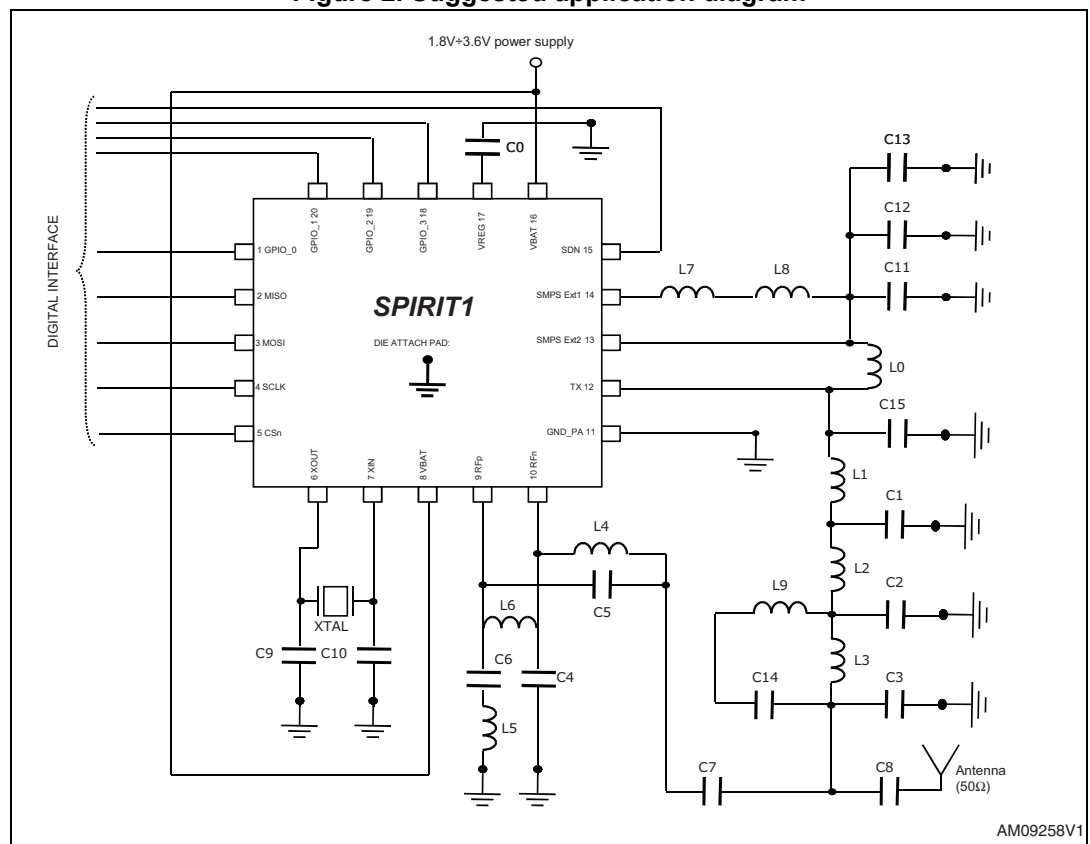 Figure 2. Suggested application diagram
1.8V÷3.6V power supply
DIGITAL INTERFACE
C0
C13
C12
C11
GPIO_1 20
GPIO_2 19
GPIO_3 18
VREG 17
VBAT 16
1 GPIO_0
SDN 15
L7
L8
2 MISO
SPIRIT1
SMPS Ext1 14
3 MOSI
DIE ATTACH PAD:
SMPS Ext2 13
L0
4 SCLK
TX 12
C15
5 CSn
GND_PA 11
6 XOUT
7 XIN
8 VBAT
9 RFp
10 RFn
L1
C1
L4
L2
C5
L9
C2
L6
XTAL
C9
C10
C6
C4
L3
C14
C3
L5
C7
C8
Antenna
(50Ω)
AM09258V1